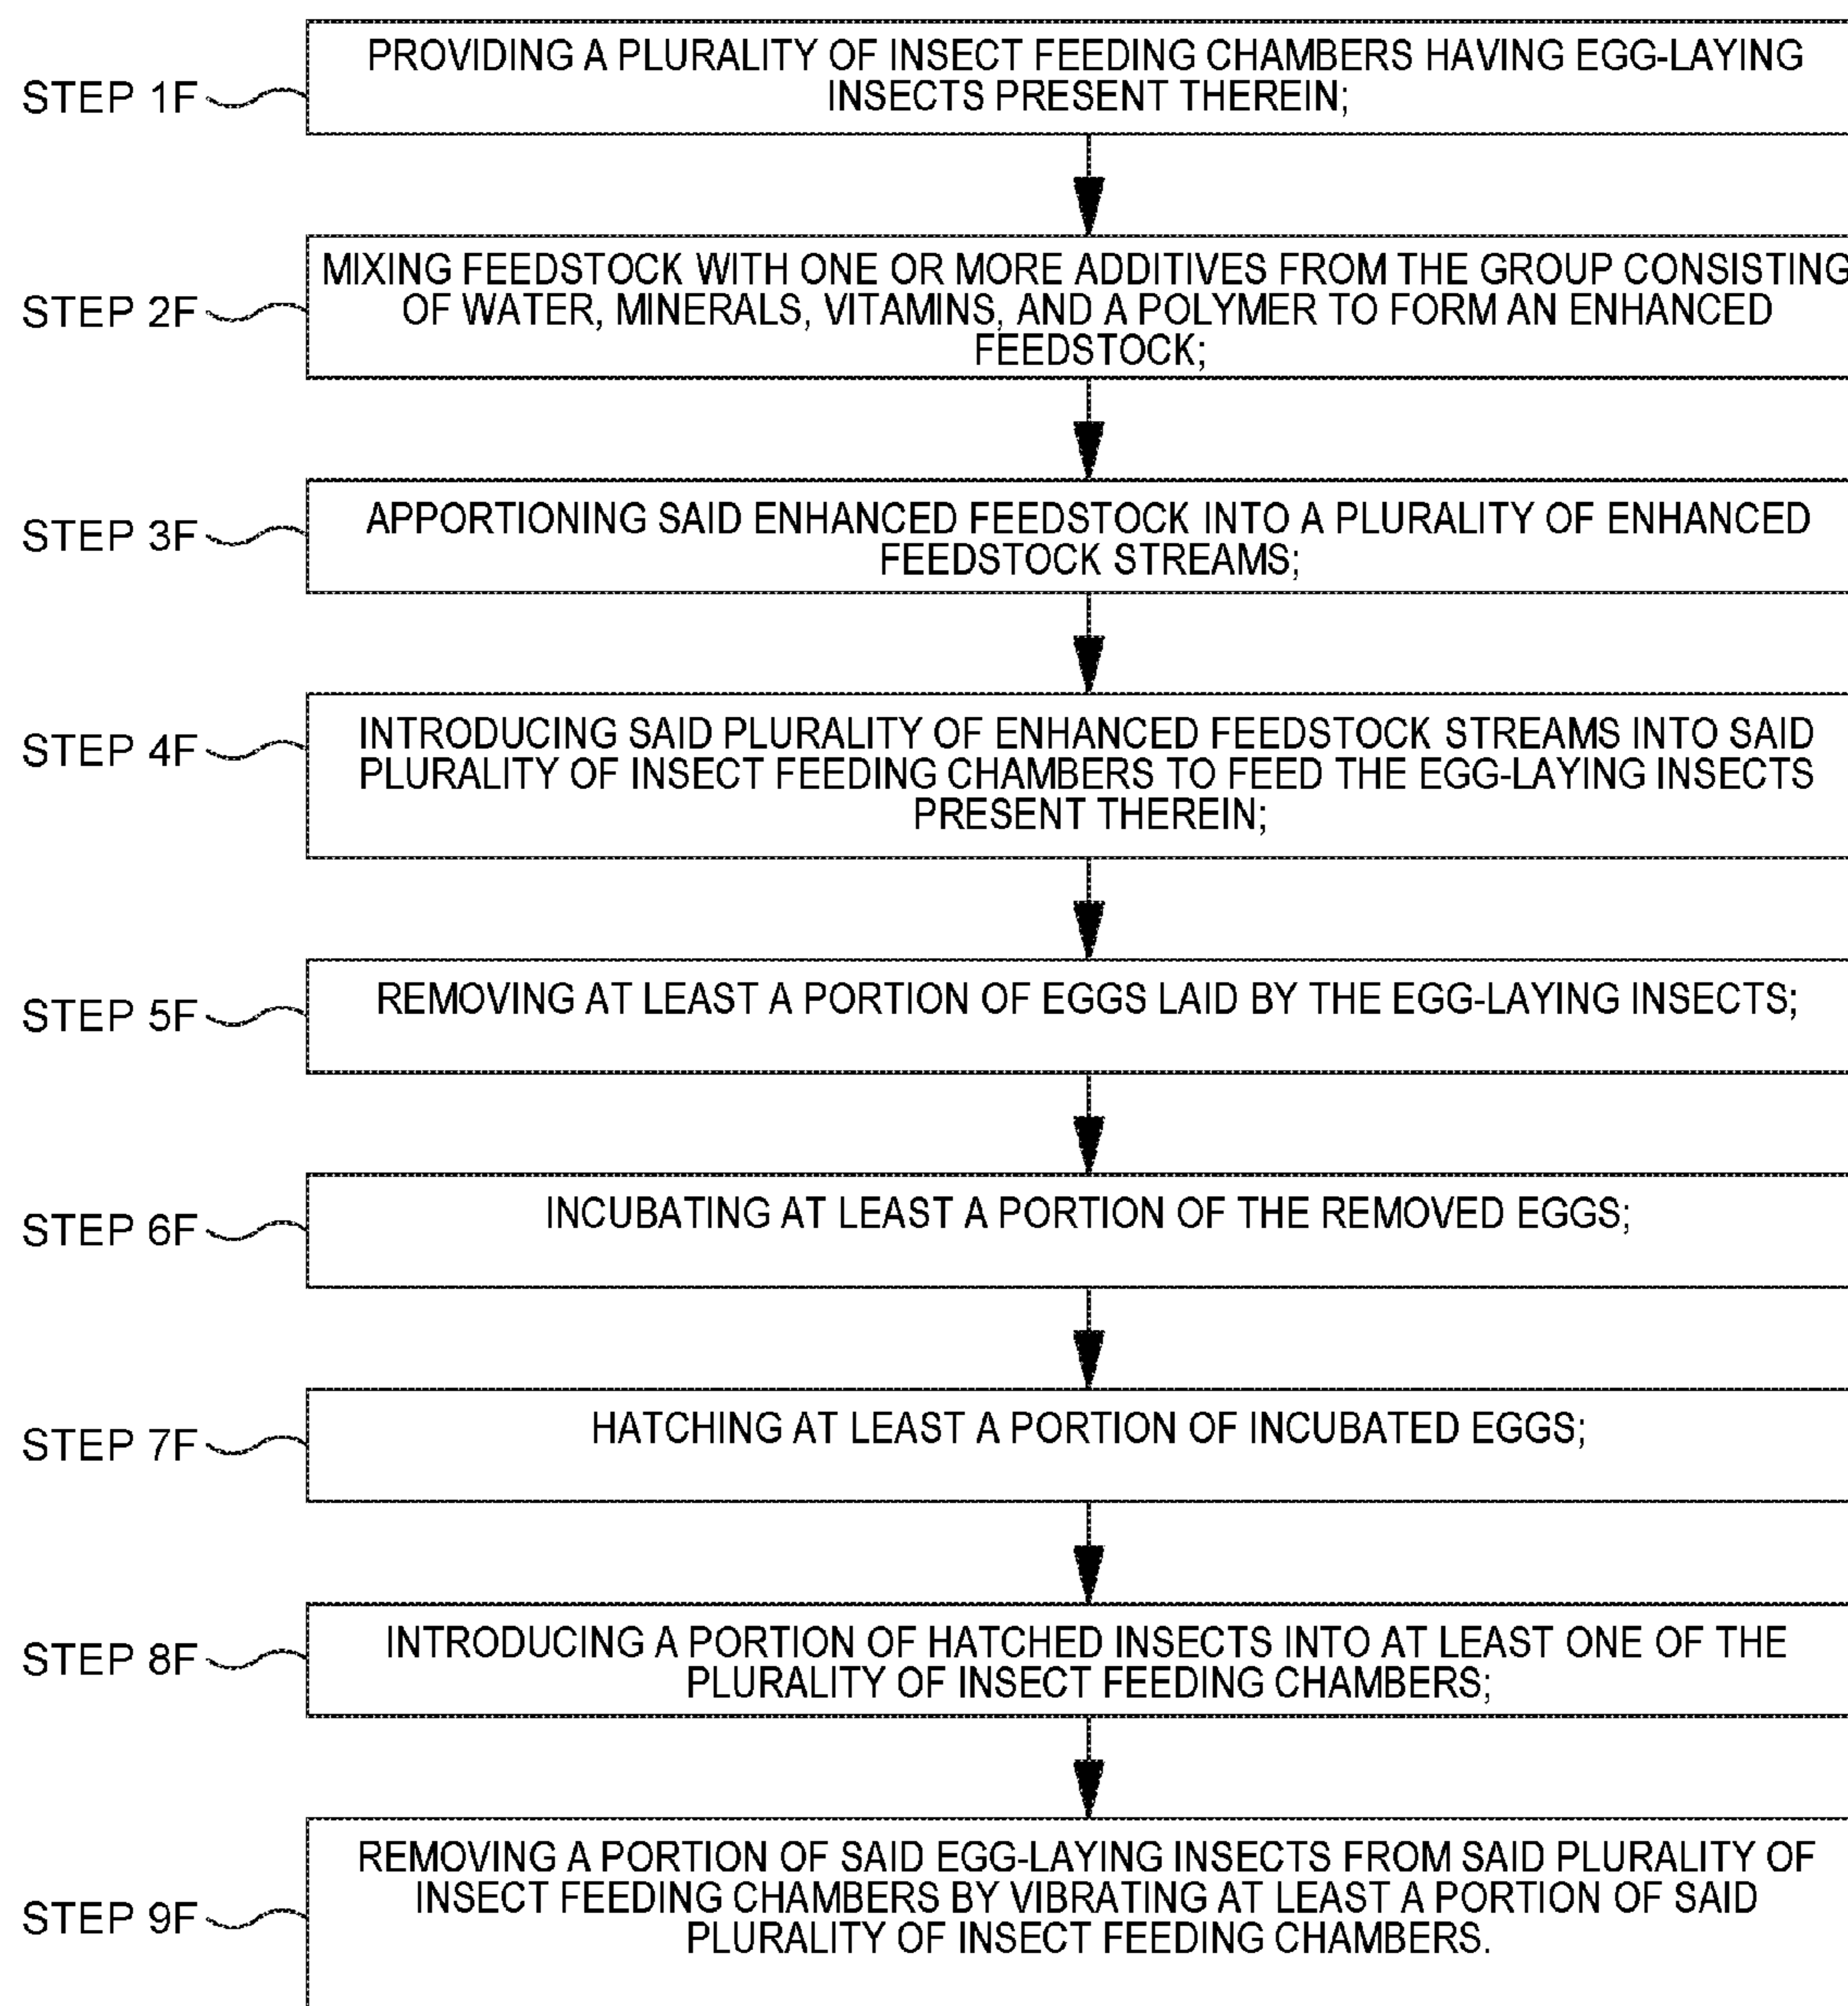 STEP 1F
PROVIDING A PLURALITY OF INSECT FEEDING CHAMBERS HAVING EGG-LAYING
INSECTS PRESENT THEREIN;
STEP 2F
MIXING FEEDSTOCK WITH ONE OR MORE ADDITIVES FROM THE GROUP CONSISTING
OF WATER, MINERALS, VITAMINS, AND A POLYMER TO FORM AN ENHANCED
FEEDSTOCK;
STEP 3F
APPORTIONING SAID ENHANCED FEEDSTOCK INTO A PLURALITY OF ENHANCED
FEEDSTOCK STREAMS;
STEP 4F
INTRODUCING SAID PLURALITY OF ENHANCED FEEDSTOCK STREAMS INTO SAID
PLURALITY OF INSECT FEEDING CHAMBERS TO FEED THE EGG-LAYING INSECTS
PRESENT THEREIN;
STEP 5F
REMOVING AT LEAST A PORTION OF EGGS LAID BY THE EGG-LAYING INSECTS;
STEP 6F
INCUBATING AT LEAST A PORTION OF THE REMOVED EGGS;
STEP 7F
HATCHING AT LEAST A PORTION OF INCUBATED EGGS;
STEP 8F
INTRODUCING A PORTION OF HATCHED INSECTS INTO AT LEAST ONE OF THE
PLURALITY OF INSECT FEEDING CHAMBERS;
STEP 9F
REMOVING A PORTION OF SAID EGG-LAYING INSECTS FROM SAID PLURALITY OF
INSECT FEEDING CHAMBERS BY VIBRATING AT LEAST A PORTION OF SAID
PLURALITY OF INSECT FEEDING CHAMBERS.